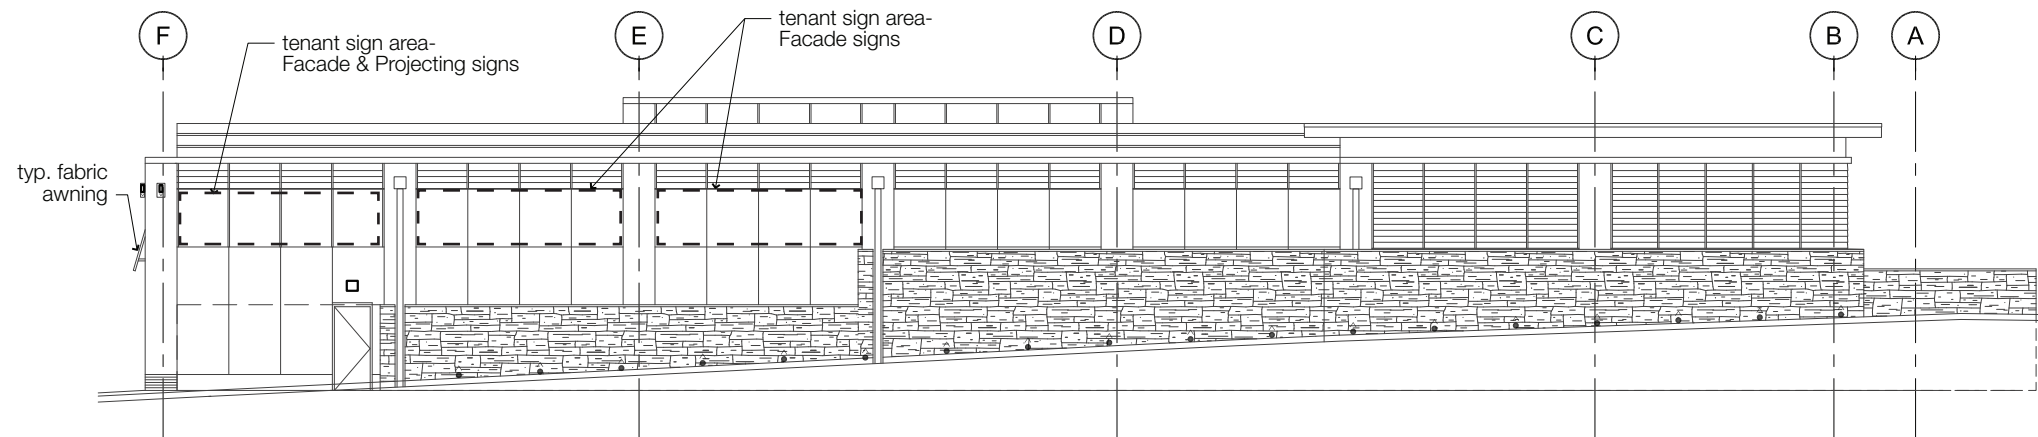 F
E
D
C
B
A
tenant sign area-
Facade & Projecting signs
tenant sign area-
Facade signs
typ. fabric
awning